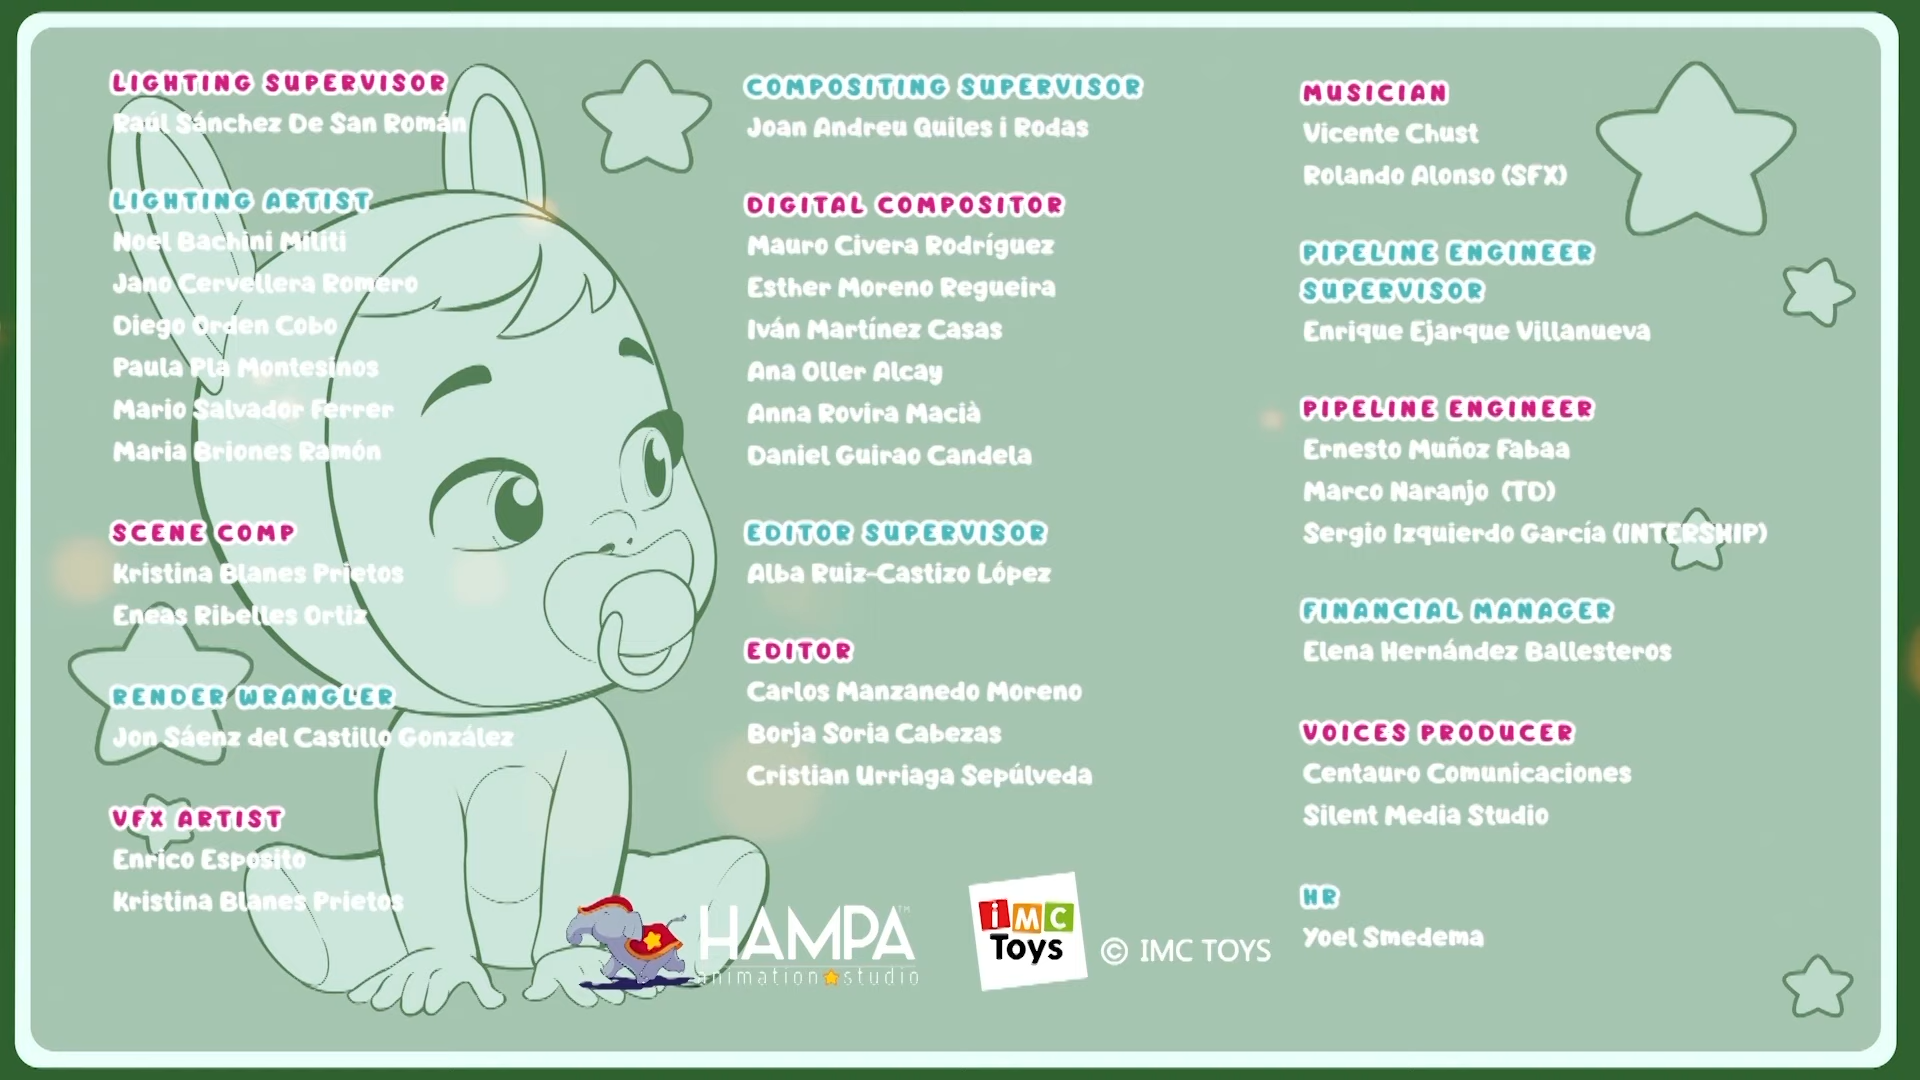 LIGHTING SUPERVISOR
Raúl Sánchez De San Román
LIGHTING ARTIST
Noel Bachini Militi
Jano Cervellera Romero
Diego Orden Cobo
Paula Pla Montesinos
Mario Salvador Ferrer
Maria Briones Ramón
SCENE COMP
Kristina Blanes Prietos
Eneas Ribelles Ortiz
RENDER WRANGLER
Jon Sáenz del Castillo González
VFX ARTIST
Enrico Esposito
Kristina Blanes Prietos
COMPOSITING SUPERVISOR
Joan Andreu Quiles i Rodas
DIGITAL COMPOSITOR
Mauro Civera Rodríguez
Esther Moreno Regueira
Iván Martínez Casas
Ana Oller Alcay
Anna Rovira Macià
Daniel Guirao Candela
EDITOR SUPERVISOR
Alba Ruiz-Castizo López
EDITOR
Carlos Manzanedo Moreno
Borja Soria Cabezas
Cristian Urriaga Sepúlveda
HAMPA™
animation studio
iMC
Toys
© IMC TOYS
MUSICIAN
Vicente Chust
Rolando Alonso (SFX)
PIPELINE ENGINEER
SUPERVISOR
Enrique Ejarque Villanueva
PIPELINE ENGINEER
Ernesto Muñoz Fabaa
Marco Naranjo (TD)
Sergio Izquierdo García (INTERSHIP)
FINANCIAL MANAGER
Elena Hernández Ballesteros
VOICES PRODUCER
Centauro Comunicaciones
Silent Media Studio
HR
Yoel Smedema